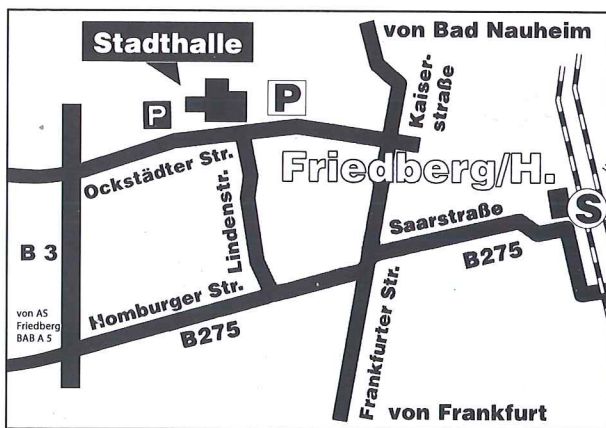 von Bad Nauheim
Stadthalle
P
P
Kaiser-
straße
Ockstädter Str.
Friedberg/H.
Lindenstr.
Saarstraße
S
B 3
B275
von AS
Friedberg
BAB A 5
Homburger Str.
B275
Frankfurter Str.
von Frankfurt